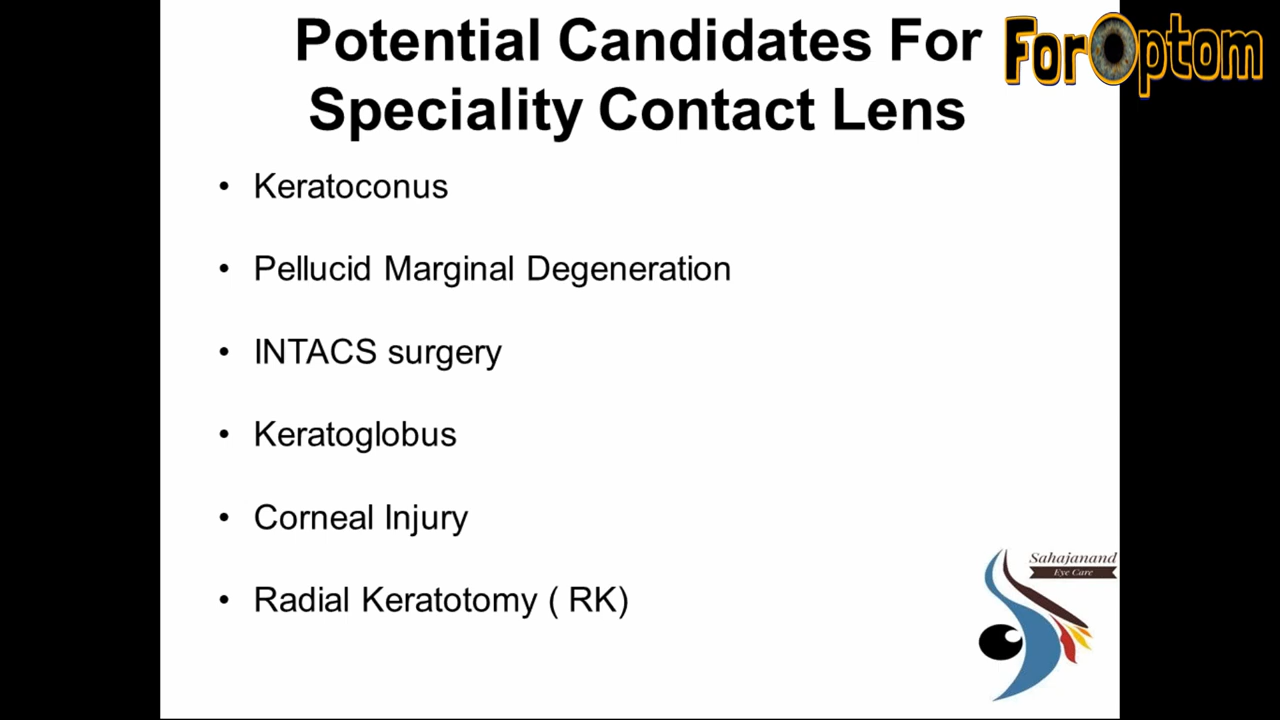 Potential Candidates For
Speciality Contact Lens
ForOptom
• Keratoconus
• Pellucid Marginal Degeneration
• INTACS surgery
• Keratoglobus
• Corneal Injury
• Radial Keratotomy ( RK)
Sahajanand
Eye Care